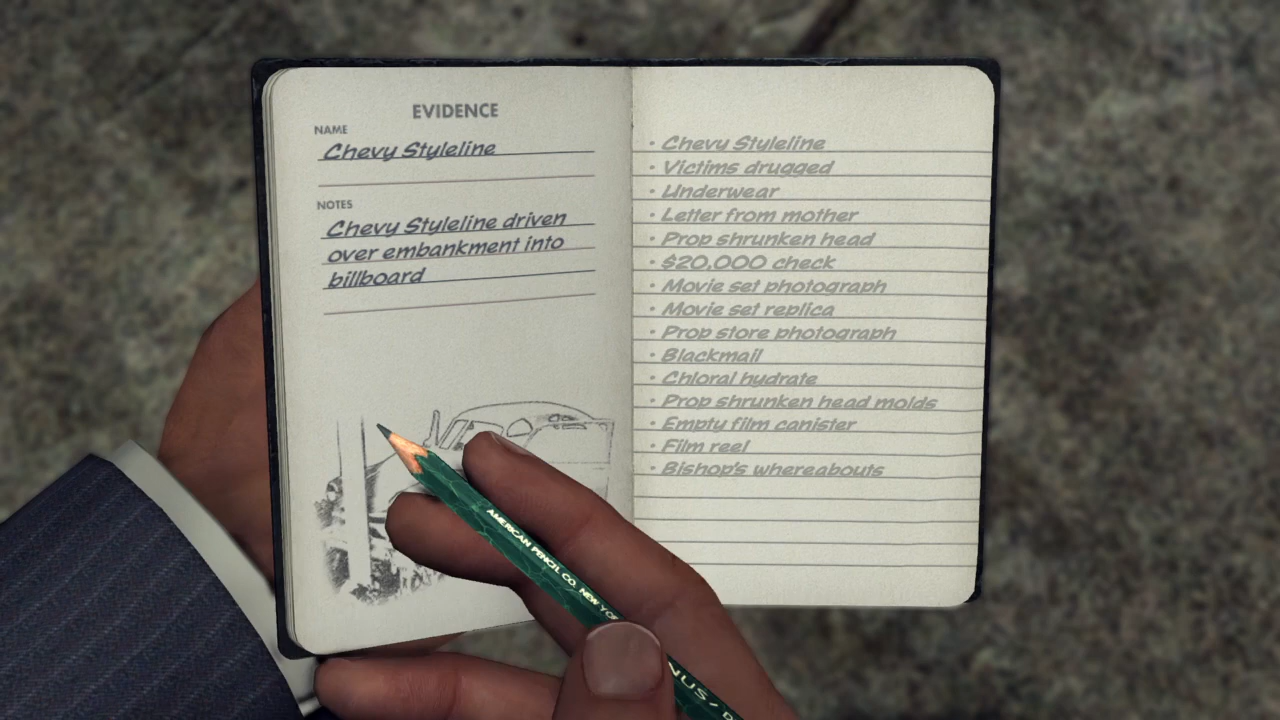 EVIDENCE
NAME
Chevy Styleline
NOTES
Chevy Styleline driven
over embankment into
billboard
• Chevy Styleline
• Victims drugged
• Underwear
• Letter from mother
• Prop shrunken head
• $20,000 check
• Movie set photograph
• Movie set replica
• Prop store photograph
• Blackmail
• Chloral hydrate
• Prop shrunken head molds
• Empty film canister
• Film reel
• Bishop's whereabouts
AMERICAN PENCIL CO. NEW